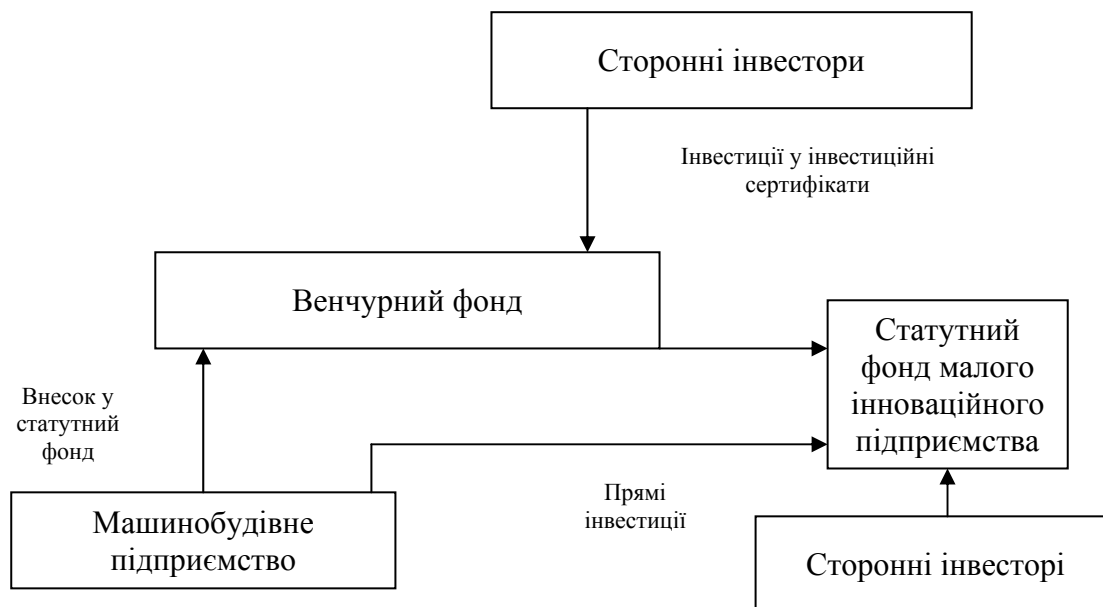 Сторонні інвестори
Інвестиції у інвестиційні
сертифікати
Венчурний фонд
Статутний
фонд малого
інноваційного
підприємства
Внесок у
статутний
фонд
Прямі
інвестиції
Машинобудівне
підприємство
Сторонні інвесторі